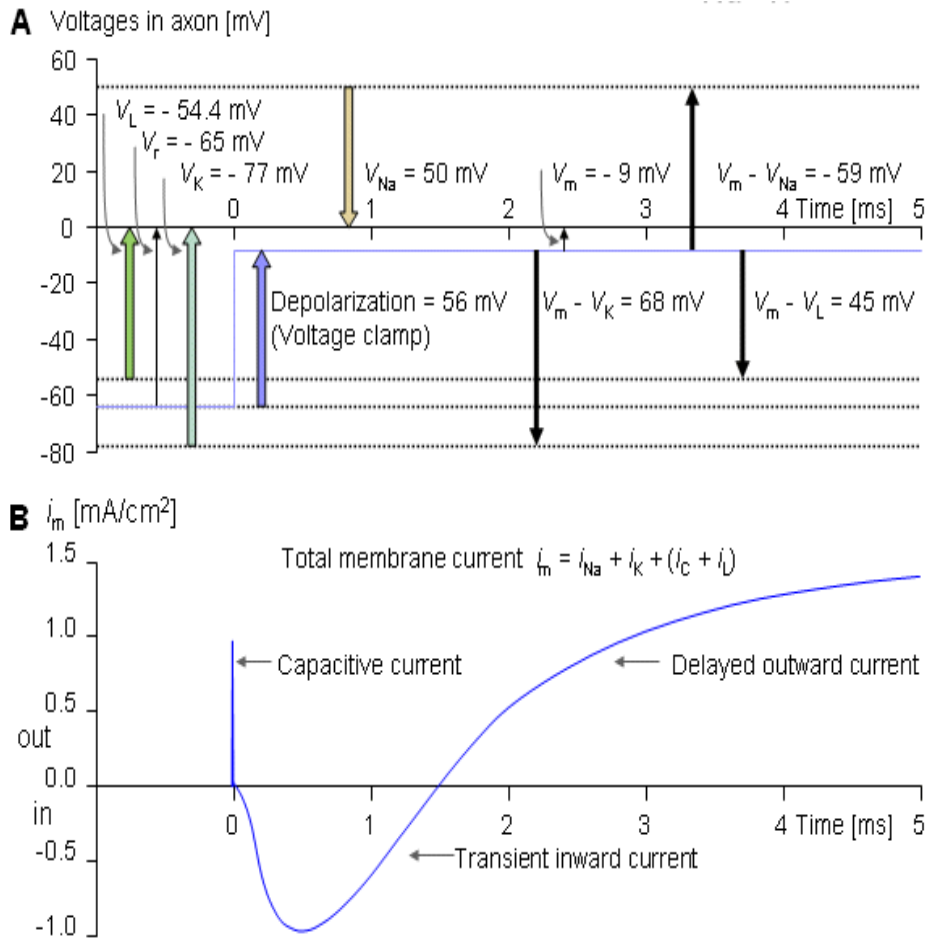 A Voltages in axon [mV]
60
40
20
0
-20
-40
-60
-80
V_L = - 54.4 mV
V_r = - 65 mV
V_K = - 77 mV
V_Na = 50 mV
V_m = - 9 mV
V_m - V_Na = - 59 mV
0 1 2 3 4 Time [ms] 5
Depolarization = 56 mV
(Voltage clamp)
V_m - V_K = 68 mV
V_m - V_L = 45 mV
B i_m [mA/cm²]
Total membrane current i_m = i_Na + i_K + (i_C + i_L)
1.5
1.0
0.5
out
0.0
in
-0.5
-1.0
Capacitive current
Delayed outward current
0 1 2 3 4 Time [ms] 5
Transient inward current